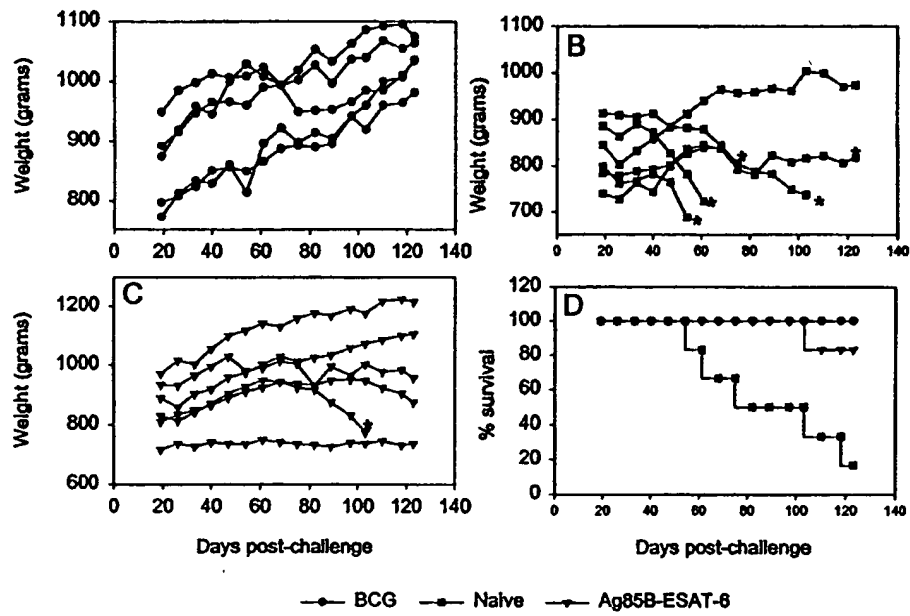 1100
1000
900
800
Weight (grams)
0 20 40 60 80 100 120 140
B
1100
1000
900
800
700
Weight (grams)
* * * * *
0 20 40 60 80 100 120 140
C
1200
1000
800
600
Weight (grams)
*
0 20 40 60 80 100 120 140
Days post-challenge
D
120
100
80
60
40
20
0
% survival
0 20 40 60 80 100 120 140
Days post-challenge
BCG Naive Ag85B-ESAT-6